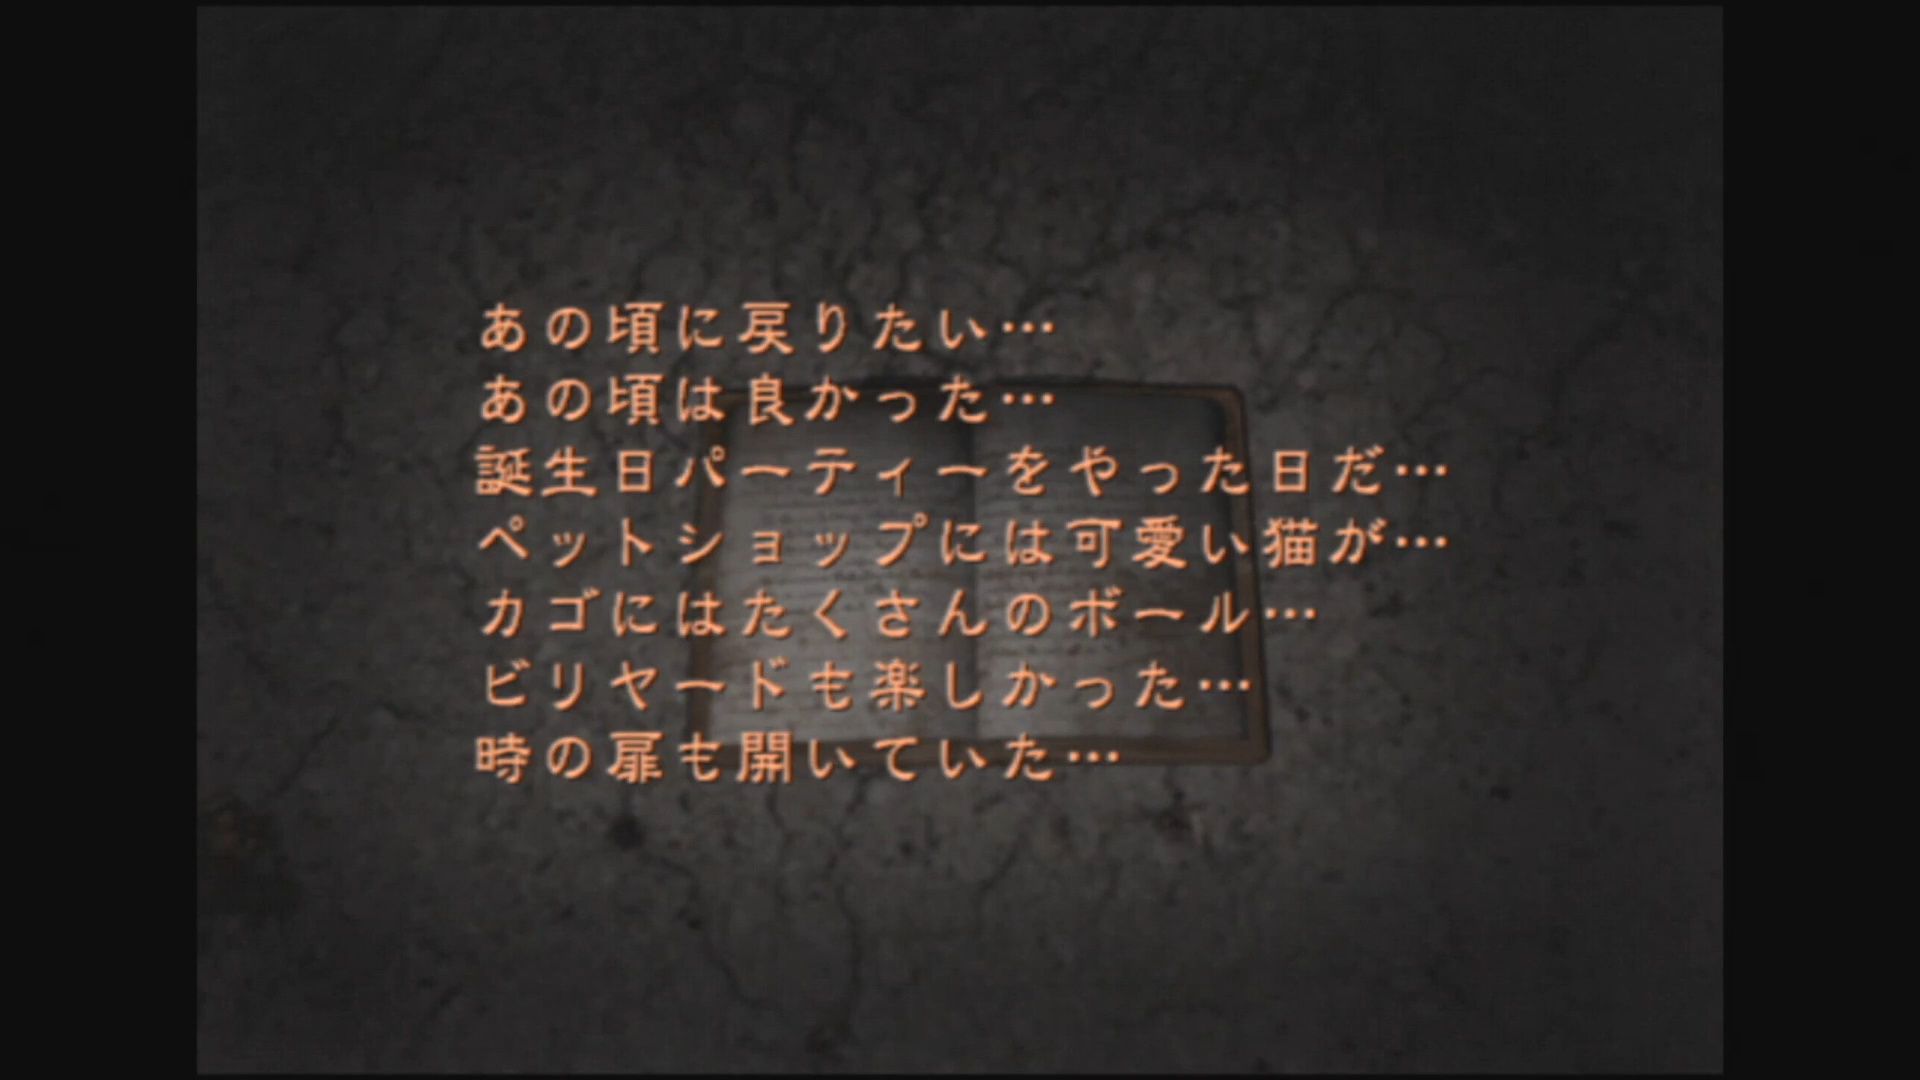 あの頃に戻りたい…
あの頃は良かった…
誕生日パーティーをやった日だ…
ペットショップには可愛い猫が…
カゴにはたくさんのボール…
ビリヤードも楽しかった…
時の扉も開いていた…